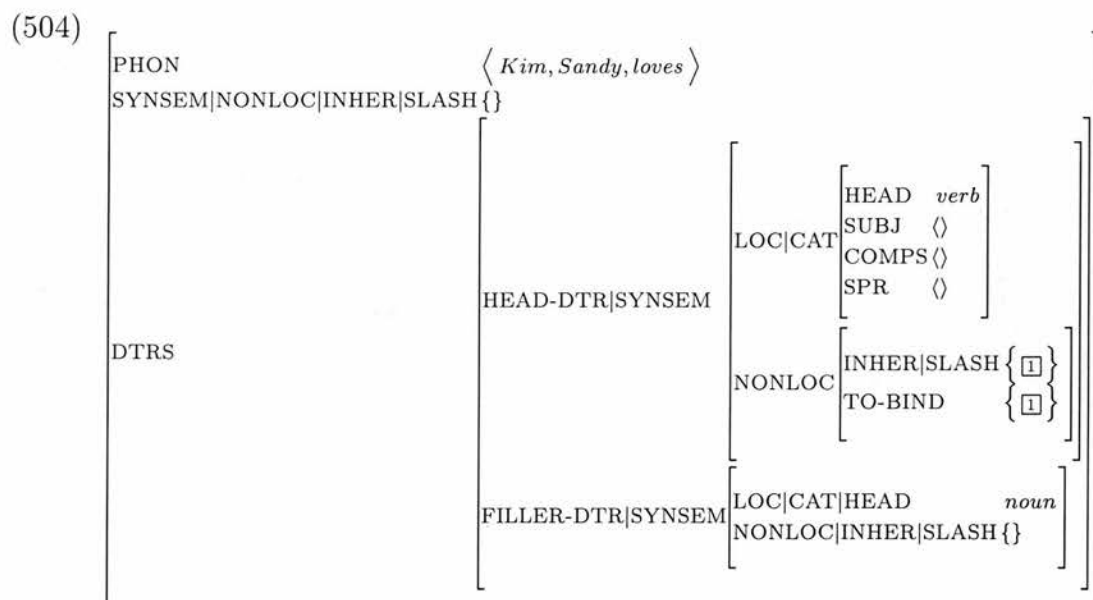 (504)
PHON ⟨ Kim, Sandy, loves ⟩
SYNSEM|NONLOC|INHER|SLASH {}
HEAD verb
SUBJ ⟨⟩
LOC|CAT
COMPS ⟨⟩
SPR ⟨⟩
HEAD-DTR|SYNSEM
DTRS
INHER|SLASH { 1 }
NONLOC
TO-BIND { 1 }
LOC|CAT|HEAD noun
FILLER-DTR|SYNSEM
NONLOC|INHER|SLASH {}